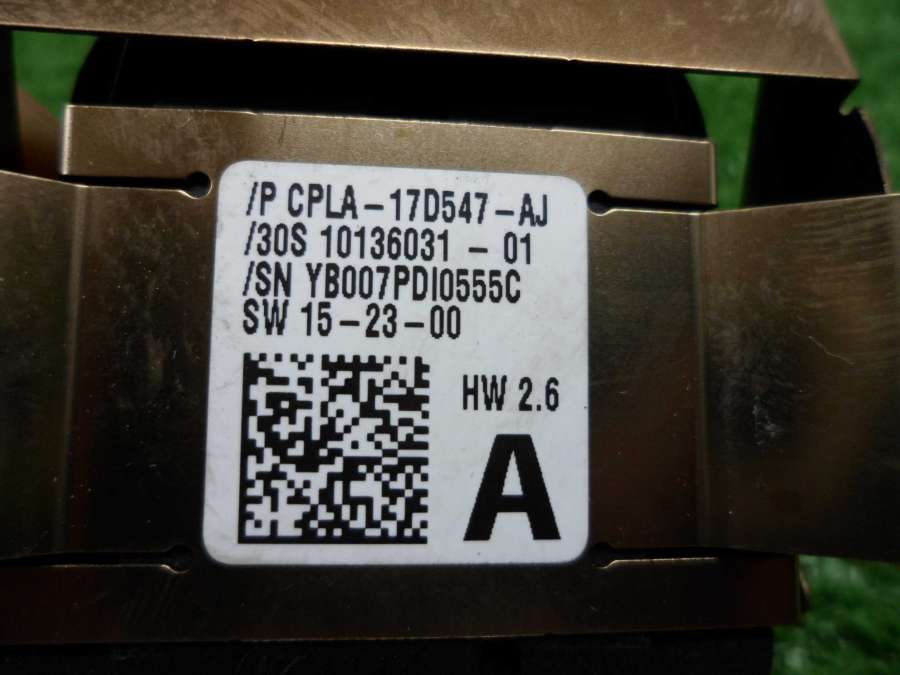 /P CPLA-17D547-AJ
/30S 10136031 - 01
/SN YB007PDI0555C
SW 15-23-00
HW 2.6
A